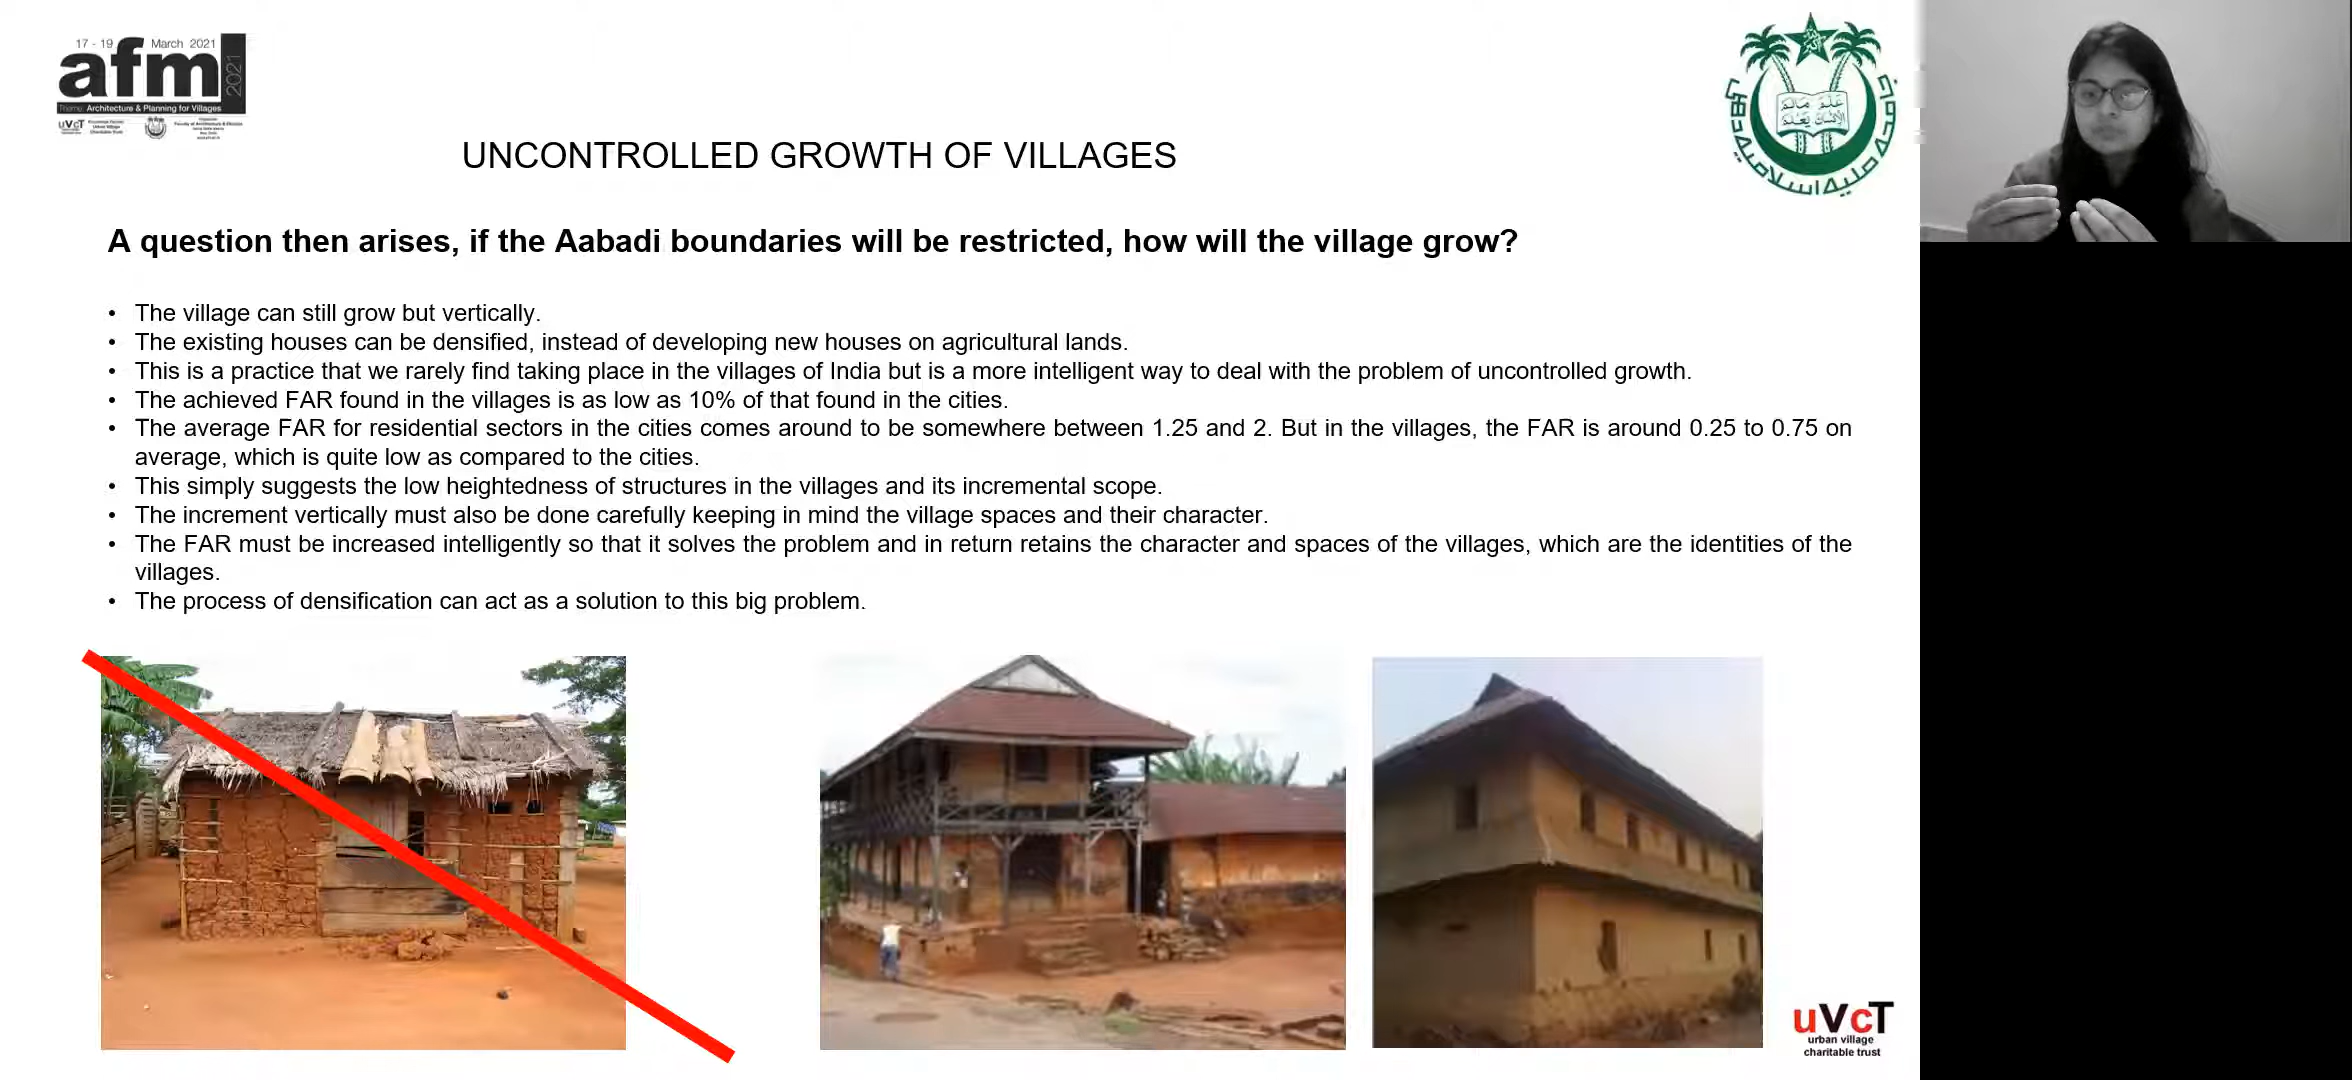 17 - 19 March 2021
afm
2021
Theme: Architecture & Planning for Villages
uVcT
UNCONTROLLED GROWTH OF VILLAGES
A question then arises, if the Aabadi boundaries will be restricted, how will the village grow?
• The village can still grow but vertically.
• The existing houses can be densified, instead of developing new houses on agricultural lands.
• This is a practice that we rarely find taking place in the villages of India but is a more intelligent way to deal with the problem of uncontrolled growth.
• The achieved FAR found in the villages is as low as 10% of that found in the cities.
• The average FAR for residential sectors in the cities comes around to be somewhere between 1.25 and 2. But in the villages, the FAR is around 0.25 to 0.75 on
average, which is quite low as compared to the cities.
• This simply suggests the low heightedness of structures in the villages and its incremental scope.
• The increment vertically must also be done carefully keeping in mind the village spaces and their character.
• The FAR must be increased intelligently so that it solves the problem and in return retains the character and spaces of the villages, which are the identities of the
villages.
• The process of densification can act as a solution to this big problem.
uVcT
urban village
charitable trust